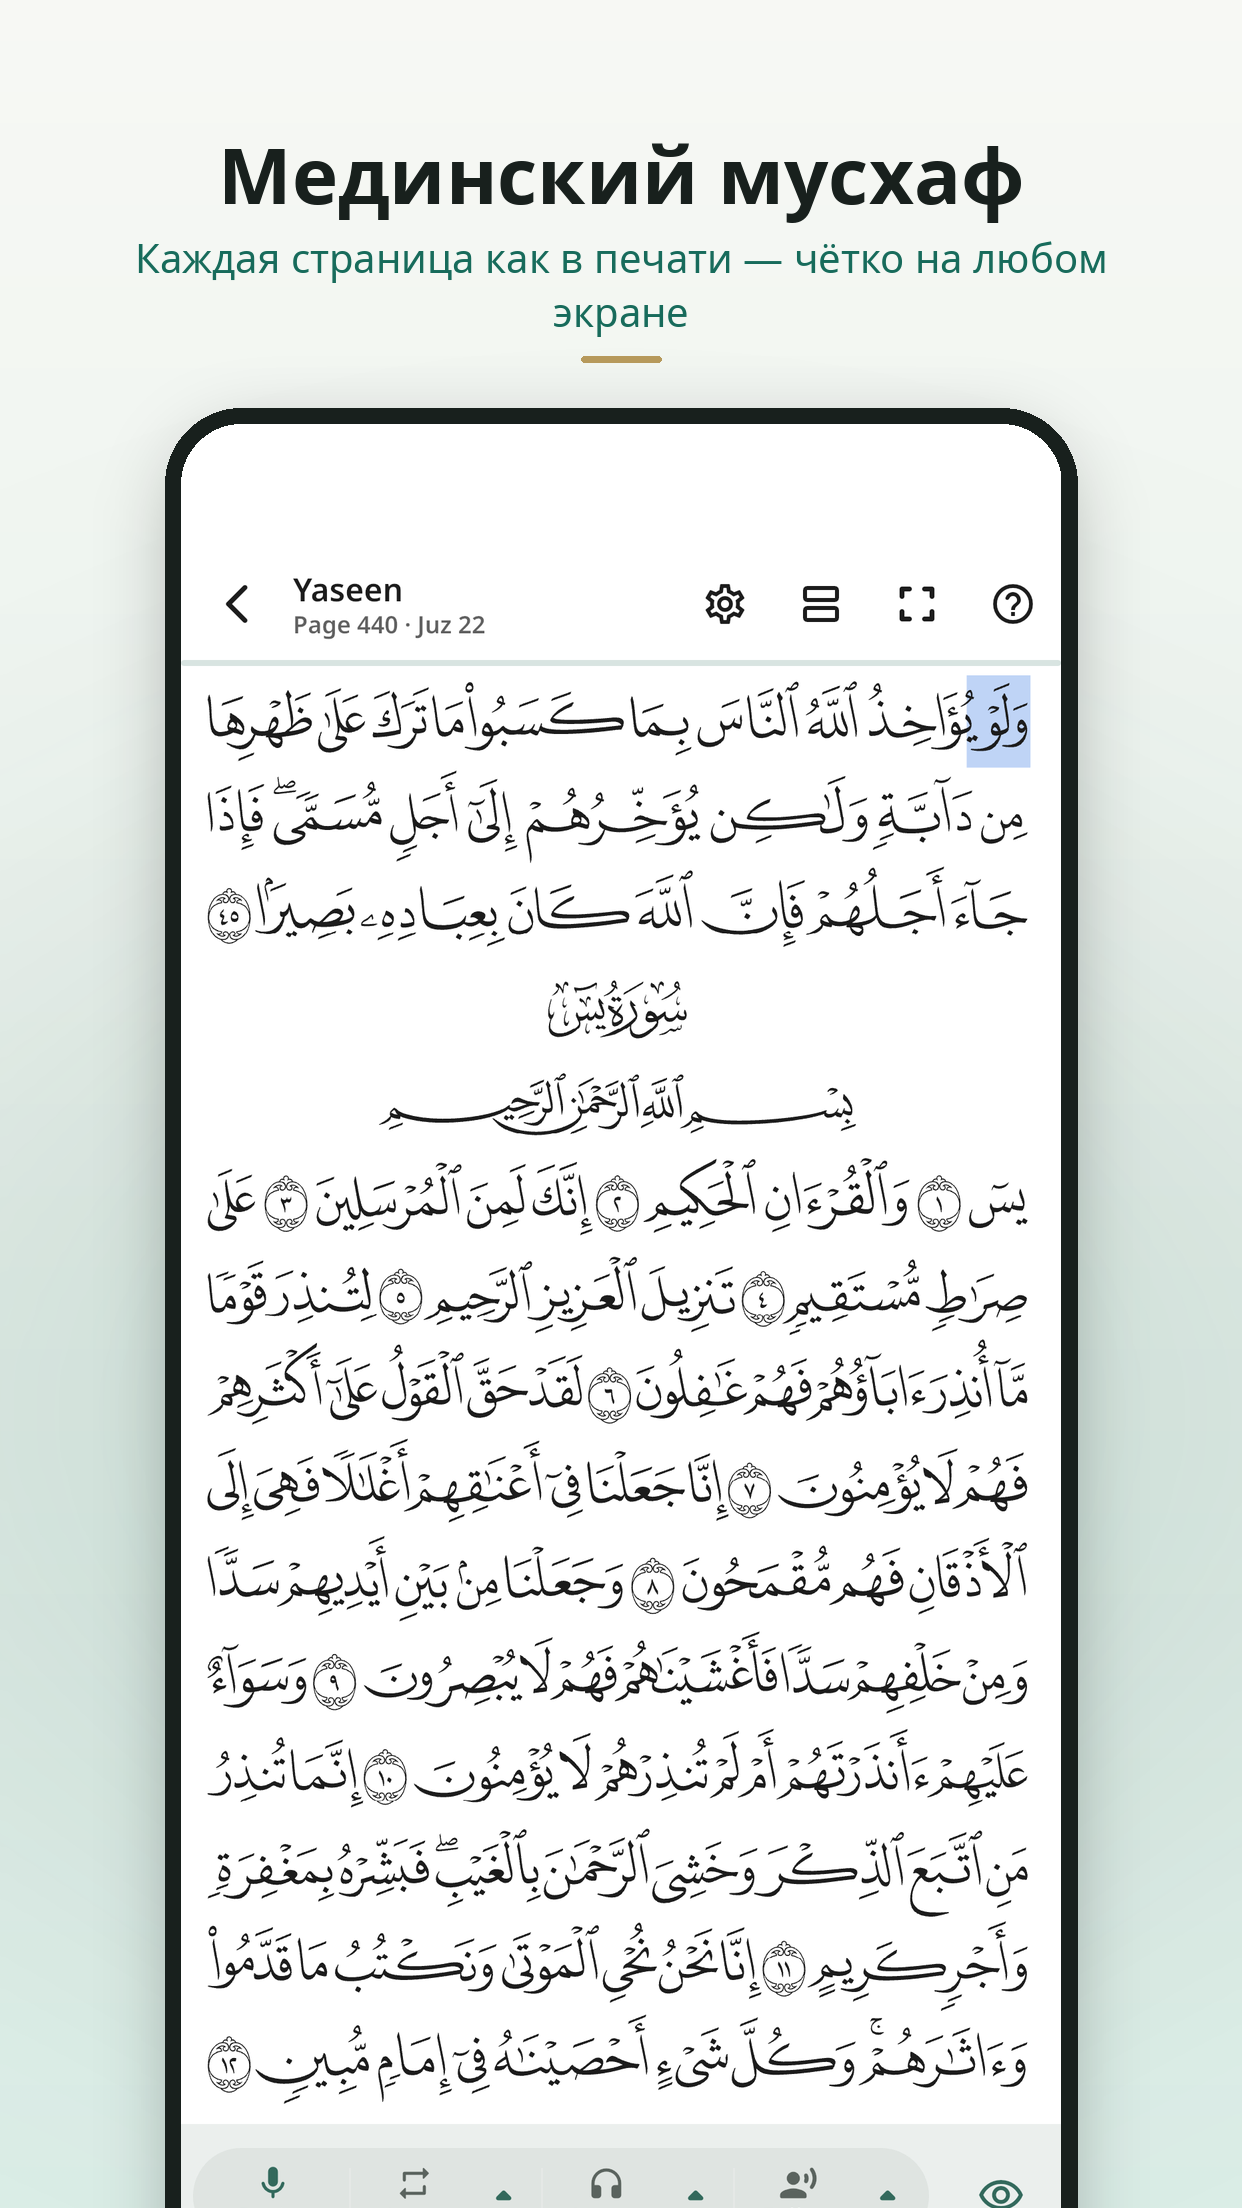 Мединский мусхаф
Каждая страница как в печати — чётко на любом
экране
Yaseen
Page 440 · Juz 22
وَلَوْ يُؤَاخِذُ ٱللَّهُ ٱلنَّاسَ بِمَا كَسَبُوا۟ مَا تَرَكَ عَلَىٰ ظَهْرِهَا
مِن دَآبَّةٍ وَلَـٰكِن يُؤَخِّرُهُمْ إِلَىٰٓ أَجَلٍ مُّسَمًّى ۖ فَإِذَا
جَآءَ أَجَلُهُمْ فَإِنَّ ٱللَّهَ كَانَ بِعِبَادِهِۦ بَصِيرًۢا ٤٥
سُورَةُ يسٓ
بِسْمِ ٱللَّهِ ٱلرَّحْمَـٰنِ ٱلرَّحِيمِ
يسٓ ١ وَٱلْقُرْءَانِ ٱلْحَكِيمِ ٢ إِنَّكَ لَمِنَ ٱلْمُرْسَلِينَ ٣ عَلَىٰ
صِرَٰطٍ مُّسْتَقِيمٍ ٤ تَنزِيلَ ٱلْعَزِيزِ ٱلرَّحِيمِ ٥ لِتُنذِرَ قَوْمًا
مَّآ أُنذِرَ ءَابَآؤُهُمْ فَهُمْ غَـٰفِلُونَ ٦ لَقَدْ حَقَّ ٱلْقَوْلُ عَلَىٰٓ أَكْثَرِهِمْ
فَهُمْ لَا يُؤْمِنُونَ ٧ إِنَّا جَعَلْنَا فِىٓ أَعْنَـٰقِهِمْ أَغْلَـٰلًا فَهِىَ إِلَى
ٱلْأَذْقَانِ فَهُم مُّقْمَحُونَ ٨ وَجَعَلْنَا مِنۢ بَيْنِ أَيْدِيهِمْ سَدًّا
وَمِنْ خَلْفِهِمْ سَدًّا فَأَغْشَيْنَـٰهُمْ فَهُمْ لَا يُبْصِرُونَ ٩ وَسَوَآءٌ
عَلَيْهِمْ ءَأَنذَرْتَهُمْ أَمْ لَمْ تُنذِرْهُمْ لَا يُؤْمِنُونَ ١٠ إِنَّمَا تُنذِرُ
مَنِ ٱتَّبَعَ ٱلذِّكْرَ وَخَشِىَ ٱلرَّحْمَـٰنَ بِٱلْغَيْبِ ۖ فَبَشِّرْهُ بِمَغْفِرَةٍ
وَأَجْرٍ كَرِيمٍ ١١ إِنَّا نَحْنُ نُحْىِ ٱلْمَوْتَىٰ وَنَكْتُبُ مَا قَدَّمُوا۟
وَءَاثَـٰرَهُمْ ۚ وَكُلَّ شَىْءٍ أَحْصَيْنَـٰهُ فِىٓ إِمَامٍ مُّبِينٍ ١٢